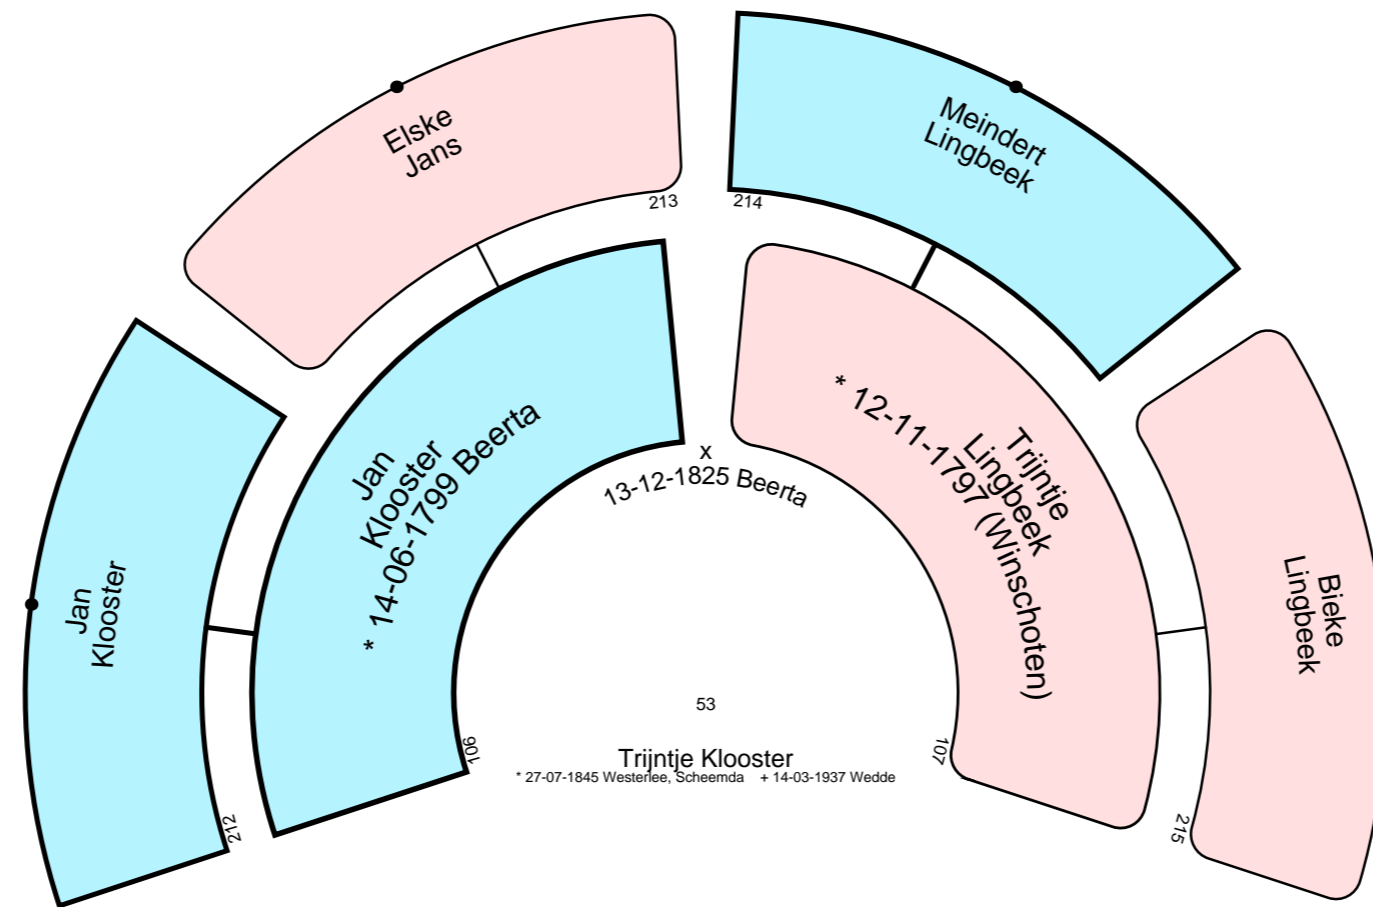 Elske
Jans
213
Meindert
Lingbeek
214
Jan
Klooster
212
Jan
Klooster
* 14-06-1799 Beerta
106
x
13-12-1825 Beerta
Trijntje
Lingbeek
* 12-11-1797 (Winschoten)
107
Bieke
Lingbeek
215
53
Trijntje Klooster
* 27-07-1845 Westerlee, Scheemda + 14-03-1937 Wedde